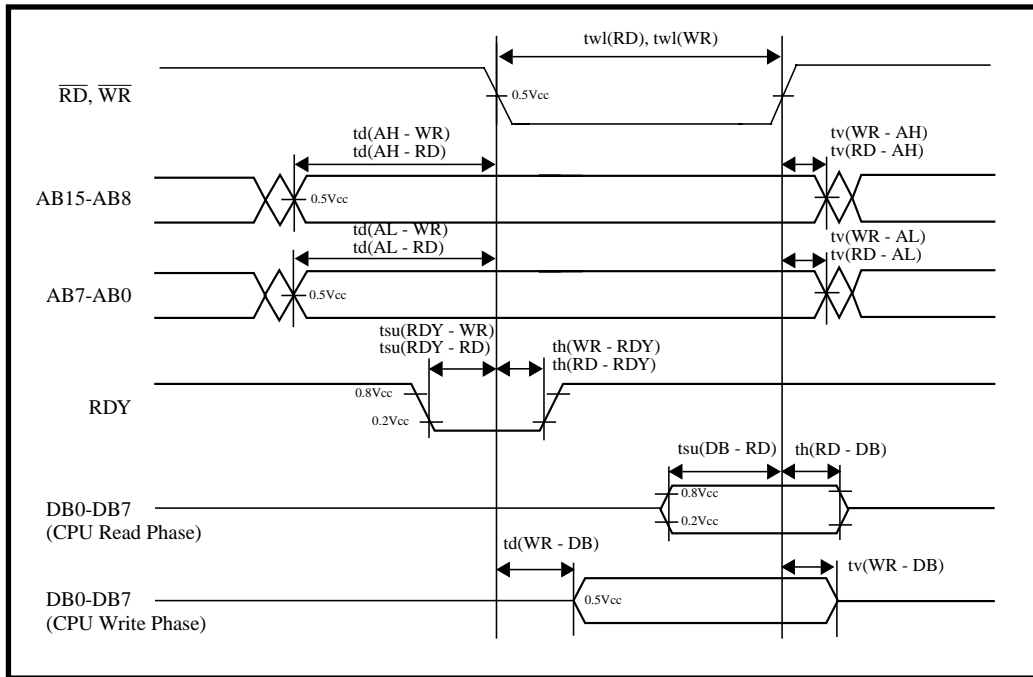 twl(RD), twl(WR)
RD, WR
0.5Vcc
td(AH - WR)
td(AH - RD)
tv(WR - AH)
tv(RD - AH)
AB15-AB8
0.5Vcc
td(AL - WR)
td(AL - RD)
tv(WR - AL)
tv(RD - AL)
AB7-AB0
0.5Vcc
tsu(RDY - WR)
tsu(RDY - RD)
th(WR - RDY)
th(RD - RDY)
RDY
0.8Vcc
0.2Vcc
tsu(DB - RD)
th(RD - DB)
DB0-DB7
(CPU Read Phase)
0.8Vcc
0.2Vcc
td(WR - DB)
tv(WR - DB)
DB0-DB7
(CPU Write Phase)
0.5Vcc